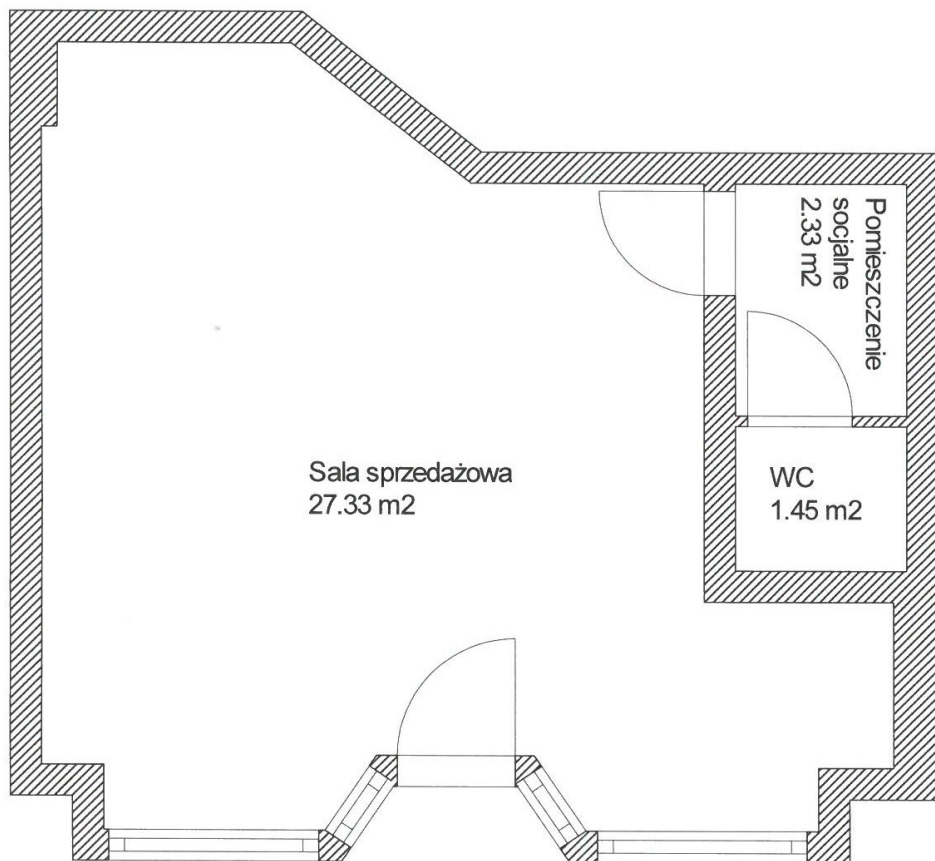 Pomieszczenie
socjalne
2.33 m2
Sala sprzedażowa
27.33 m2
WC
1.45 m2